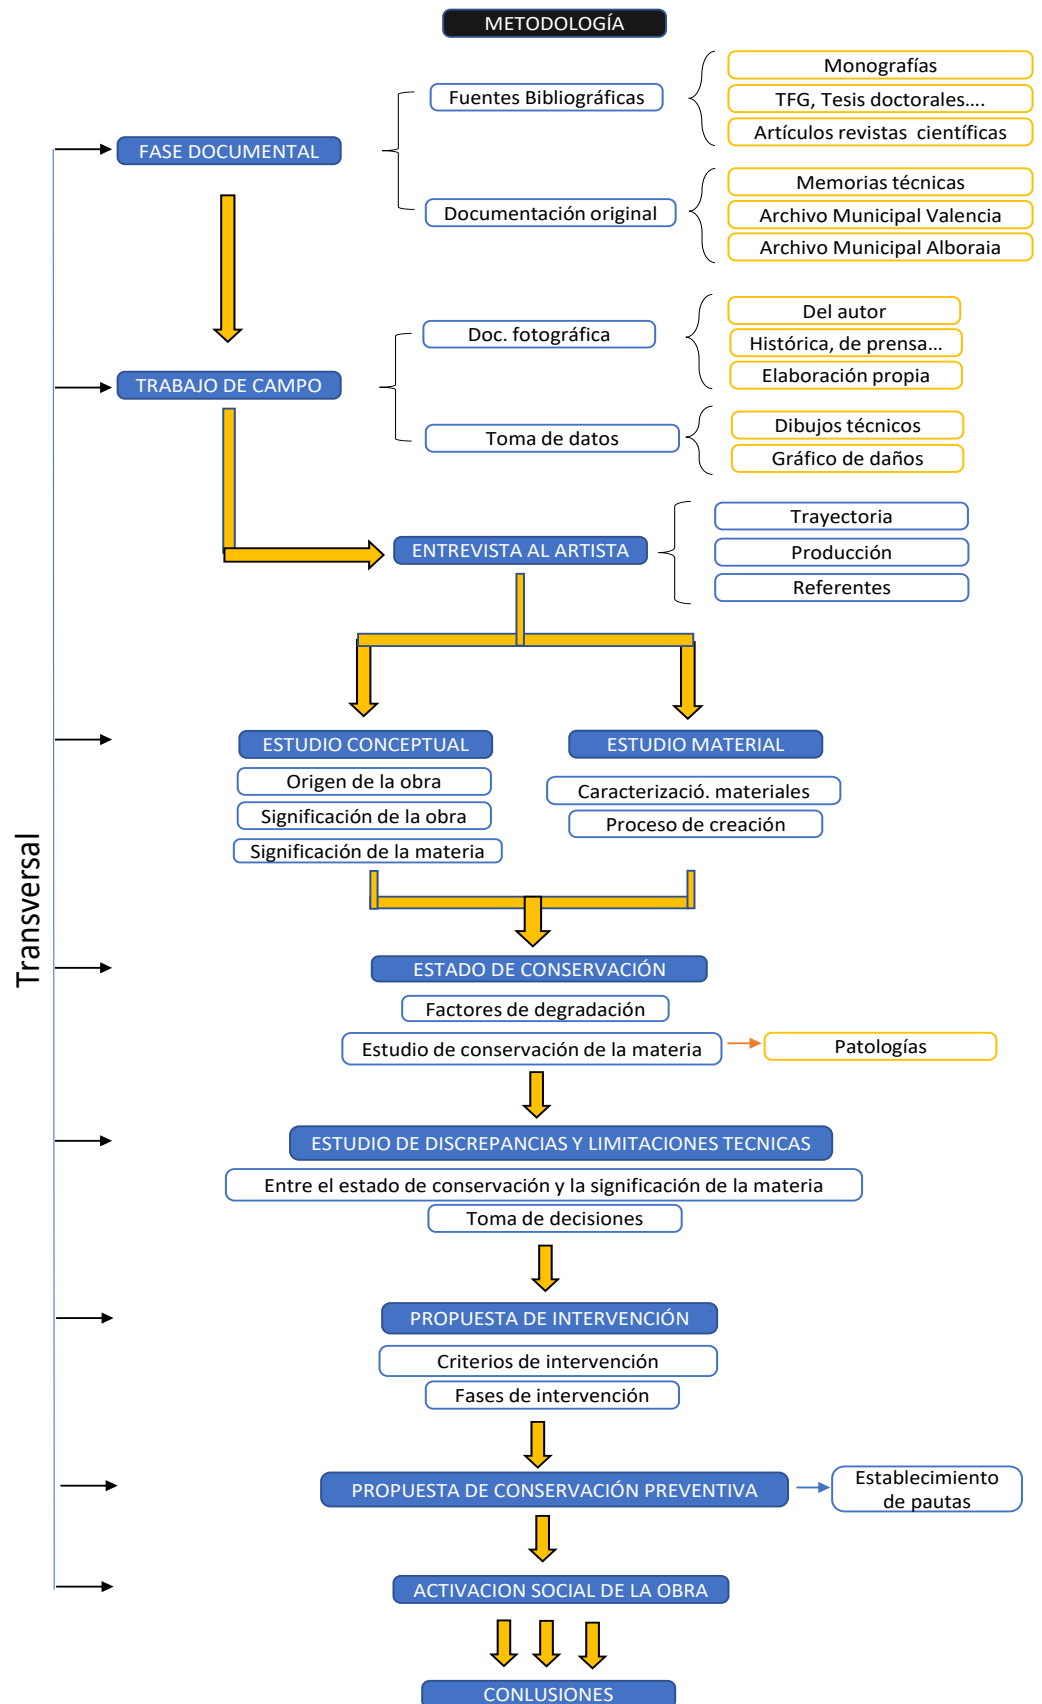 METODOLOGÍA
Monografías
Fuentes Bibliográficas
TFG, Tesis doctorales....
Artículos revistas científicas
FASE DOCUMENTAL
Memorias técnicas
Documentación original
Archivo Municipal Valencia
Archivo Municipal Alboraia
Del autor
Doc. fotográfica
Histórica, de prensa...
Elaboración propia
TRABAJO DE CAMPO
Dibujos técnicos
Toma de datos
Gráfico de daños
Trayectoria
ENTREVISTA AL ARTISTA
Producción
Referentes
ESTUDIO CONCEPTUAL
Origen de la obra
Significación de la obra
Significación de la materia
ESTUDIO MATERIAL
Caracterizació. materiales
Proceso de creación
Transversal
ESTADO DE CONSERVACIÓN
Factores de degradación
Estudio de conservación de la materia
Patologías
ESTUDIO DE DISCREPANCIAS Y LIMITACIONES TECNICAS
Entre el estado de conservación y la significación de la materia
Toma de decisiones
PROPUESTA DE INTERVENCIÓN
Criterios de intervención
Fases de intervención
PROPUESTA DE CONSERVACIÓN PREVENTIVA
Establecimiento
de pautas
ACTIVACION SOCIAL DE LA OBRA
CONLUSIONES